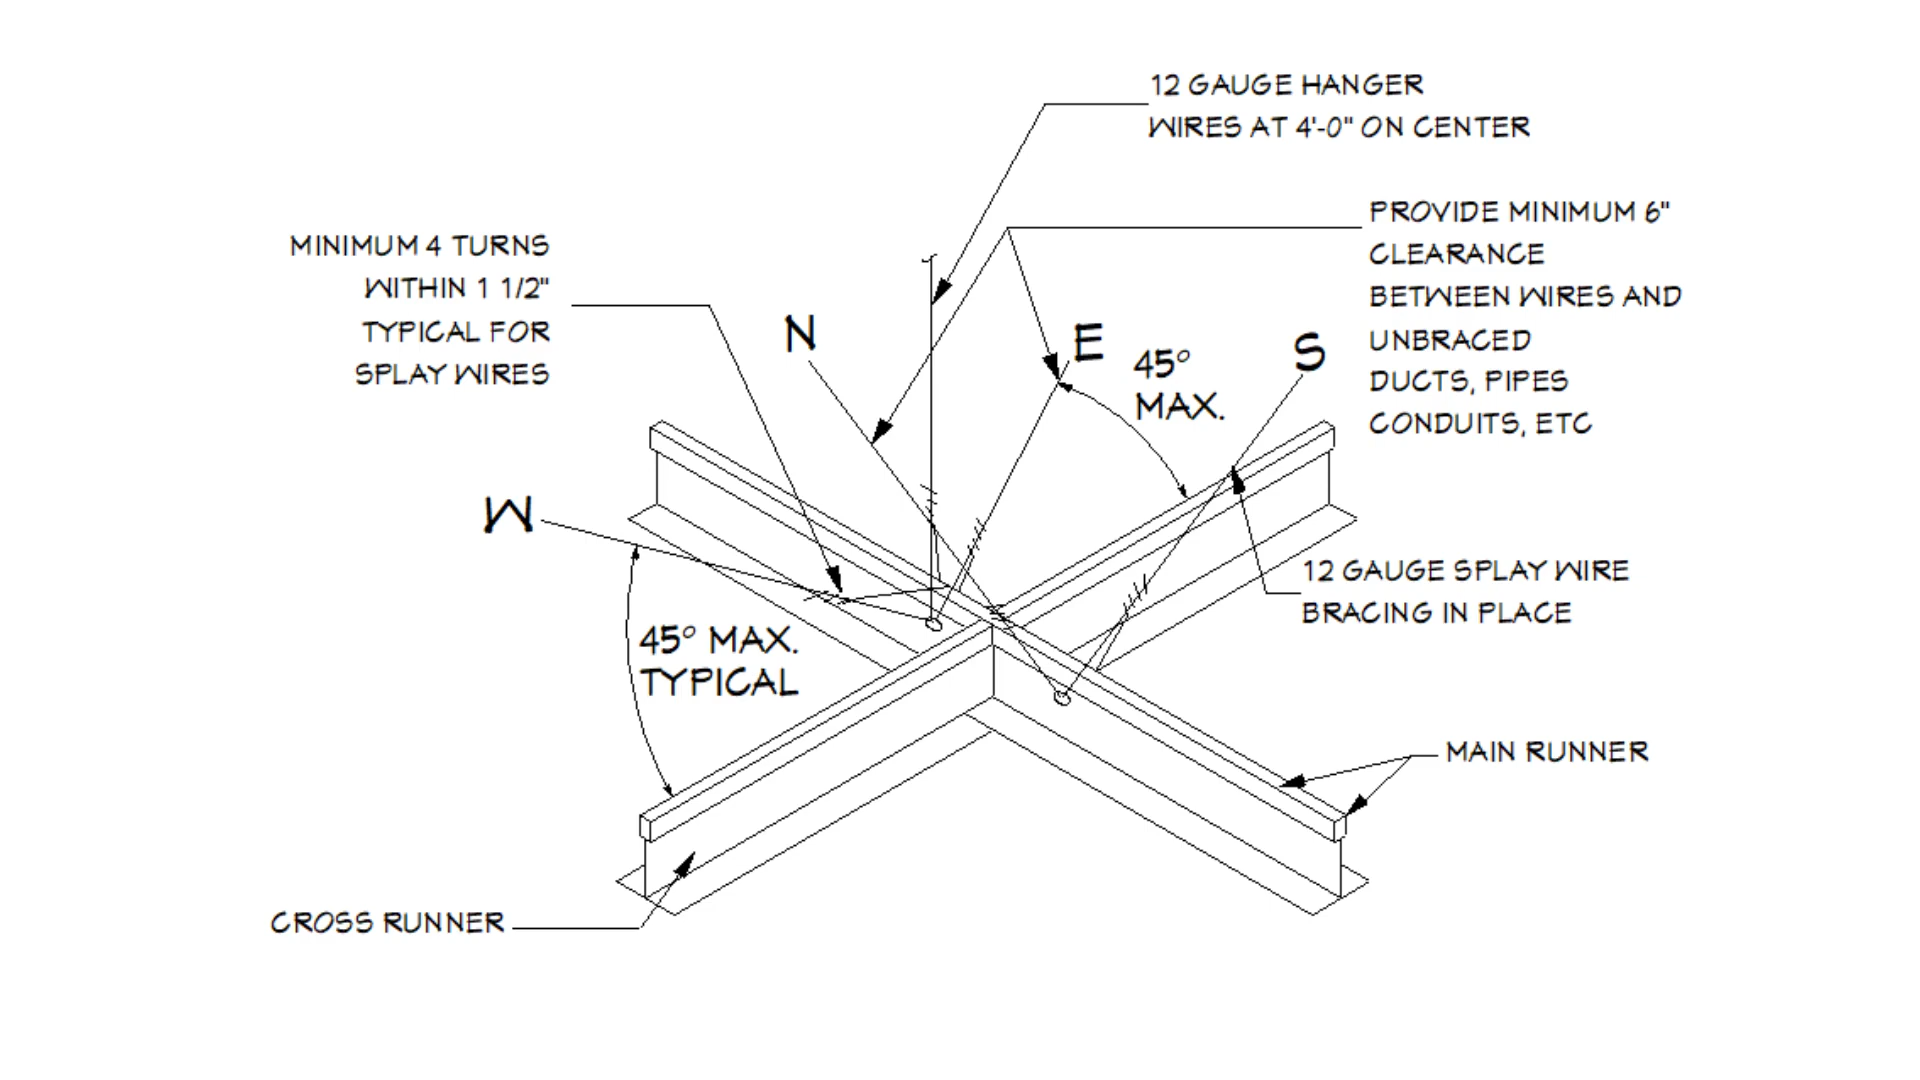 12 GAUGE HANGER
WIRES AT 4'-0" ON CENTER
PROVIDE MINIMUM 6"
CLEARANCE
BETWEEN WIRES AND
UNBRACED
DUCTS, PIPES
CONDUITS, ETC
MINIMUM 4 TURNS
WITHIN 1 1/2"
TYPICAL FOR
SPLAY WIRES
N
E
S
45°
MAX.
W
12 GAUGE SPLAY WIRE
BRACING IN PLACE
45° MAX.
TYPICAL
MAIN RUNNER
CROSS RUNNER